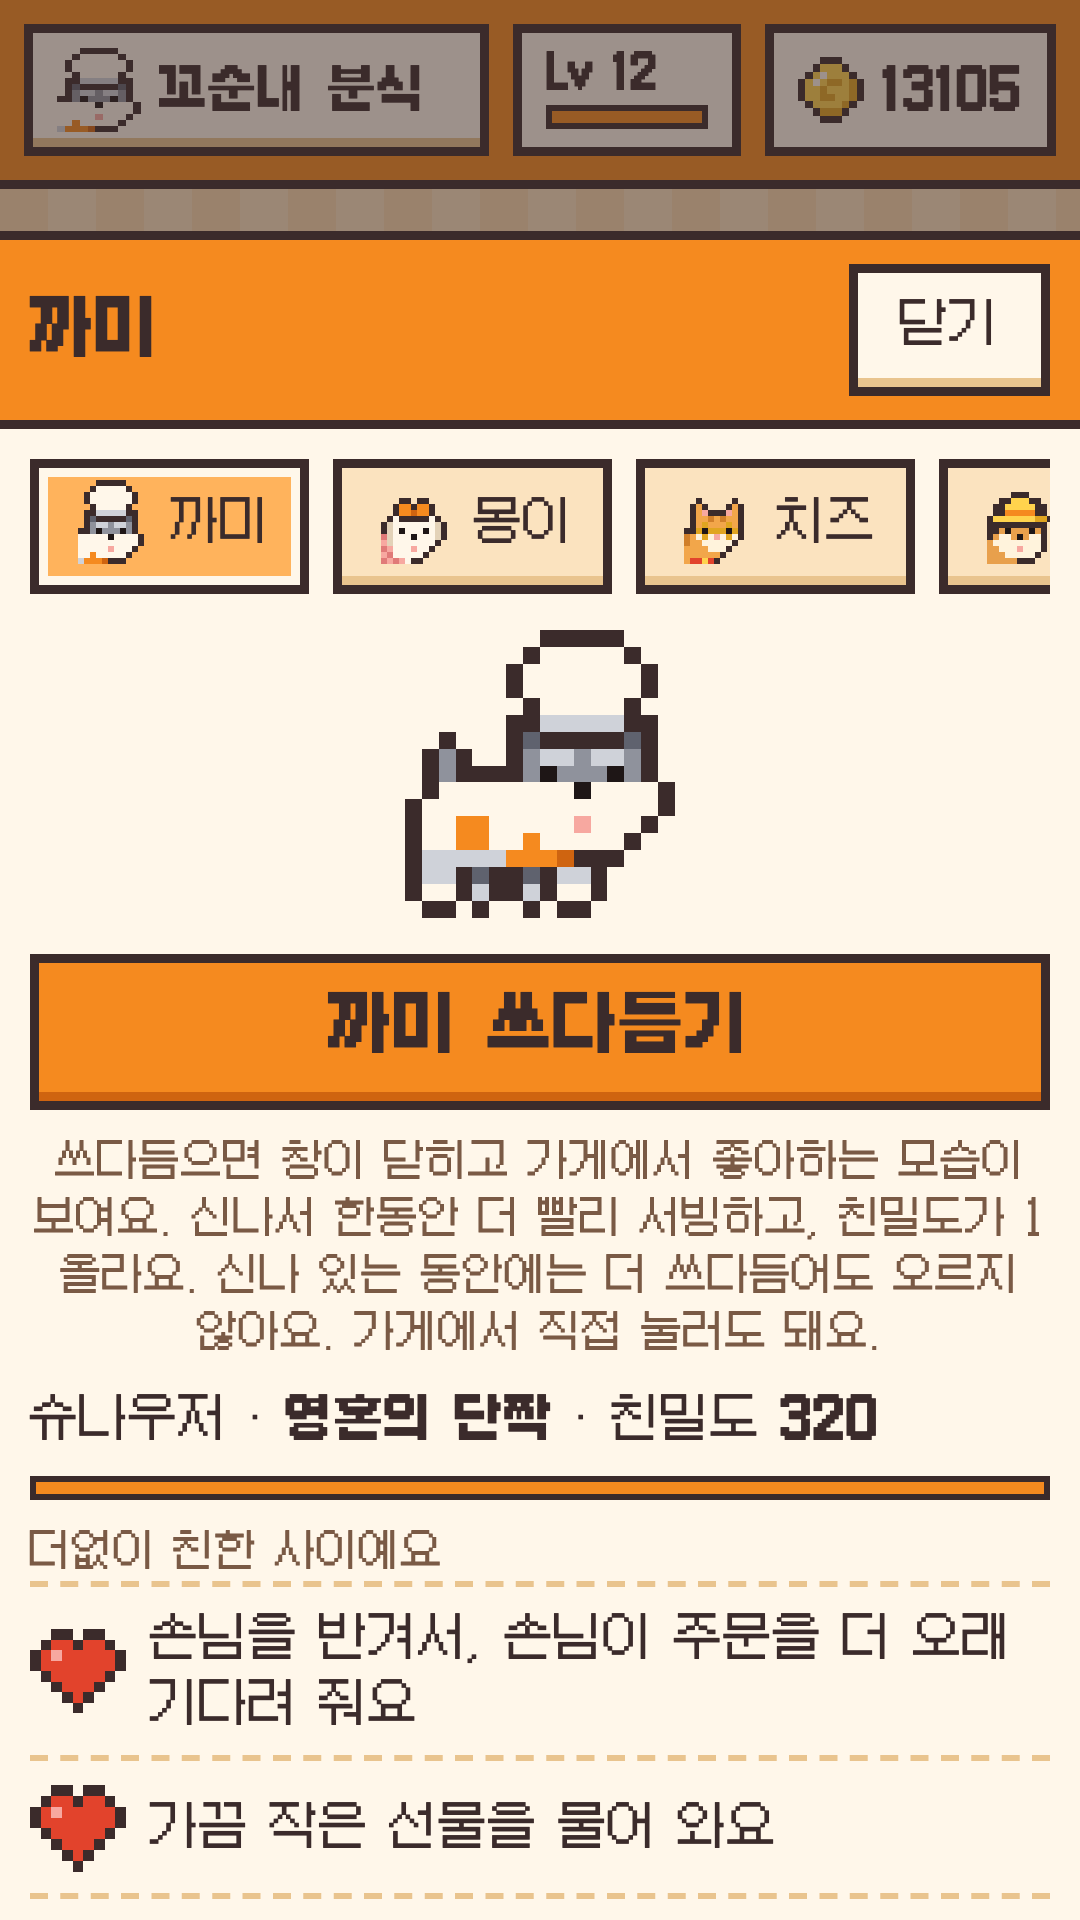 꼬순내 분식
Lv 12
13105
까미
닫기
까미
몽이
치즈
까미 쓰다듬기
쓰다듬으면 창이 닫히고 가게에서 좋아하는 모습이
보여요. 신나서 한동안 더 빨리 서빙하고, 친밀도가 1
올라요. 신나 있는 동안에는 더 쓰다듬어도 오르지
않아요. 가게에서 직접 눌러도 돼요.
슈나우저 · 영혼의 단짝 · 친밀도 320
더없이 친한 사이예요
손님을 반겨서, 손님이 주문을 더 오래
기다려 줘요
가끔 작은 선물을 물어 와요